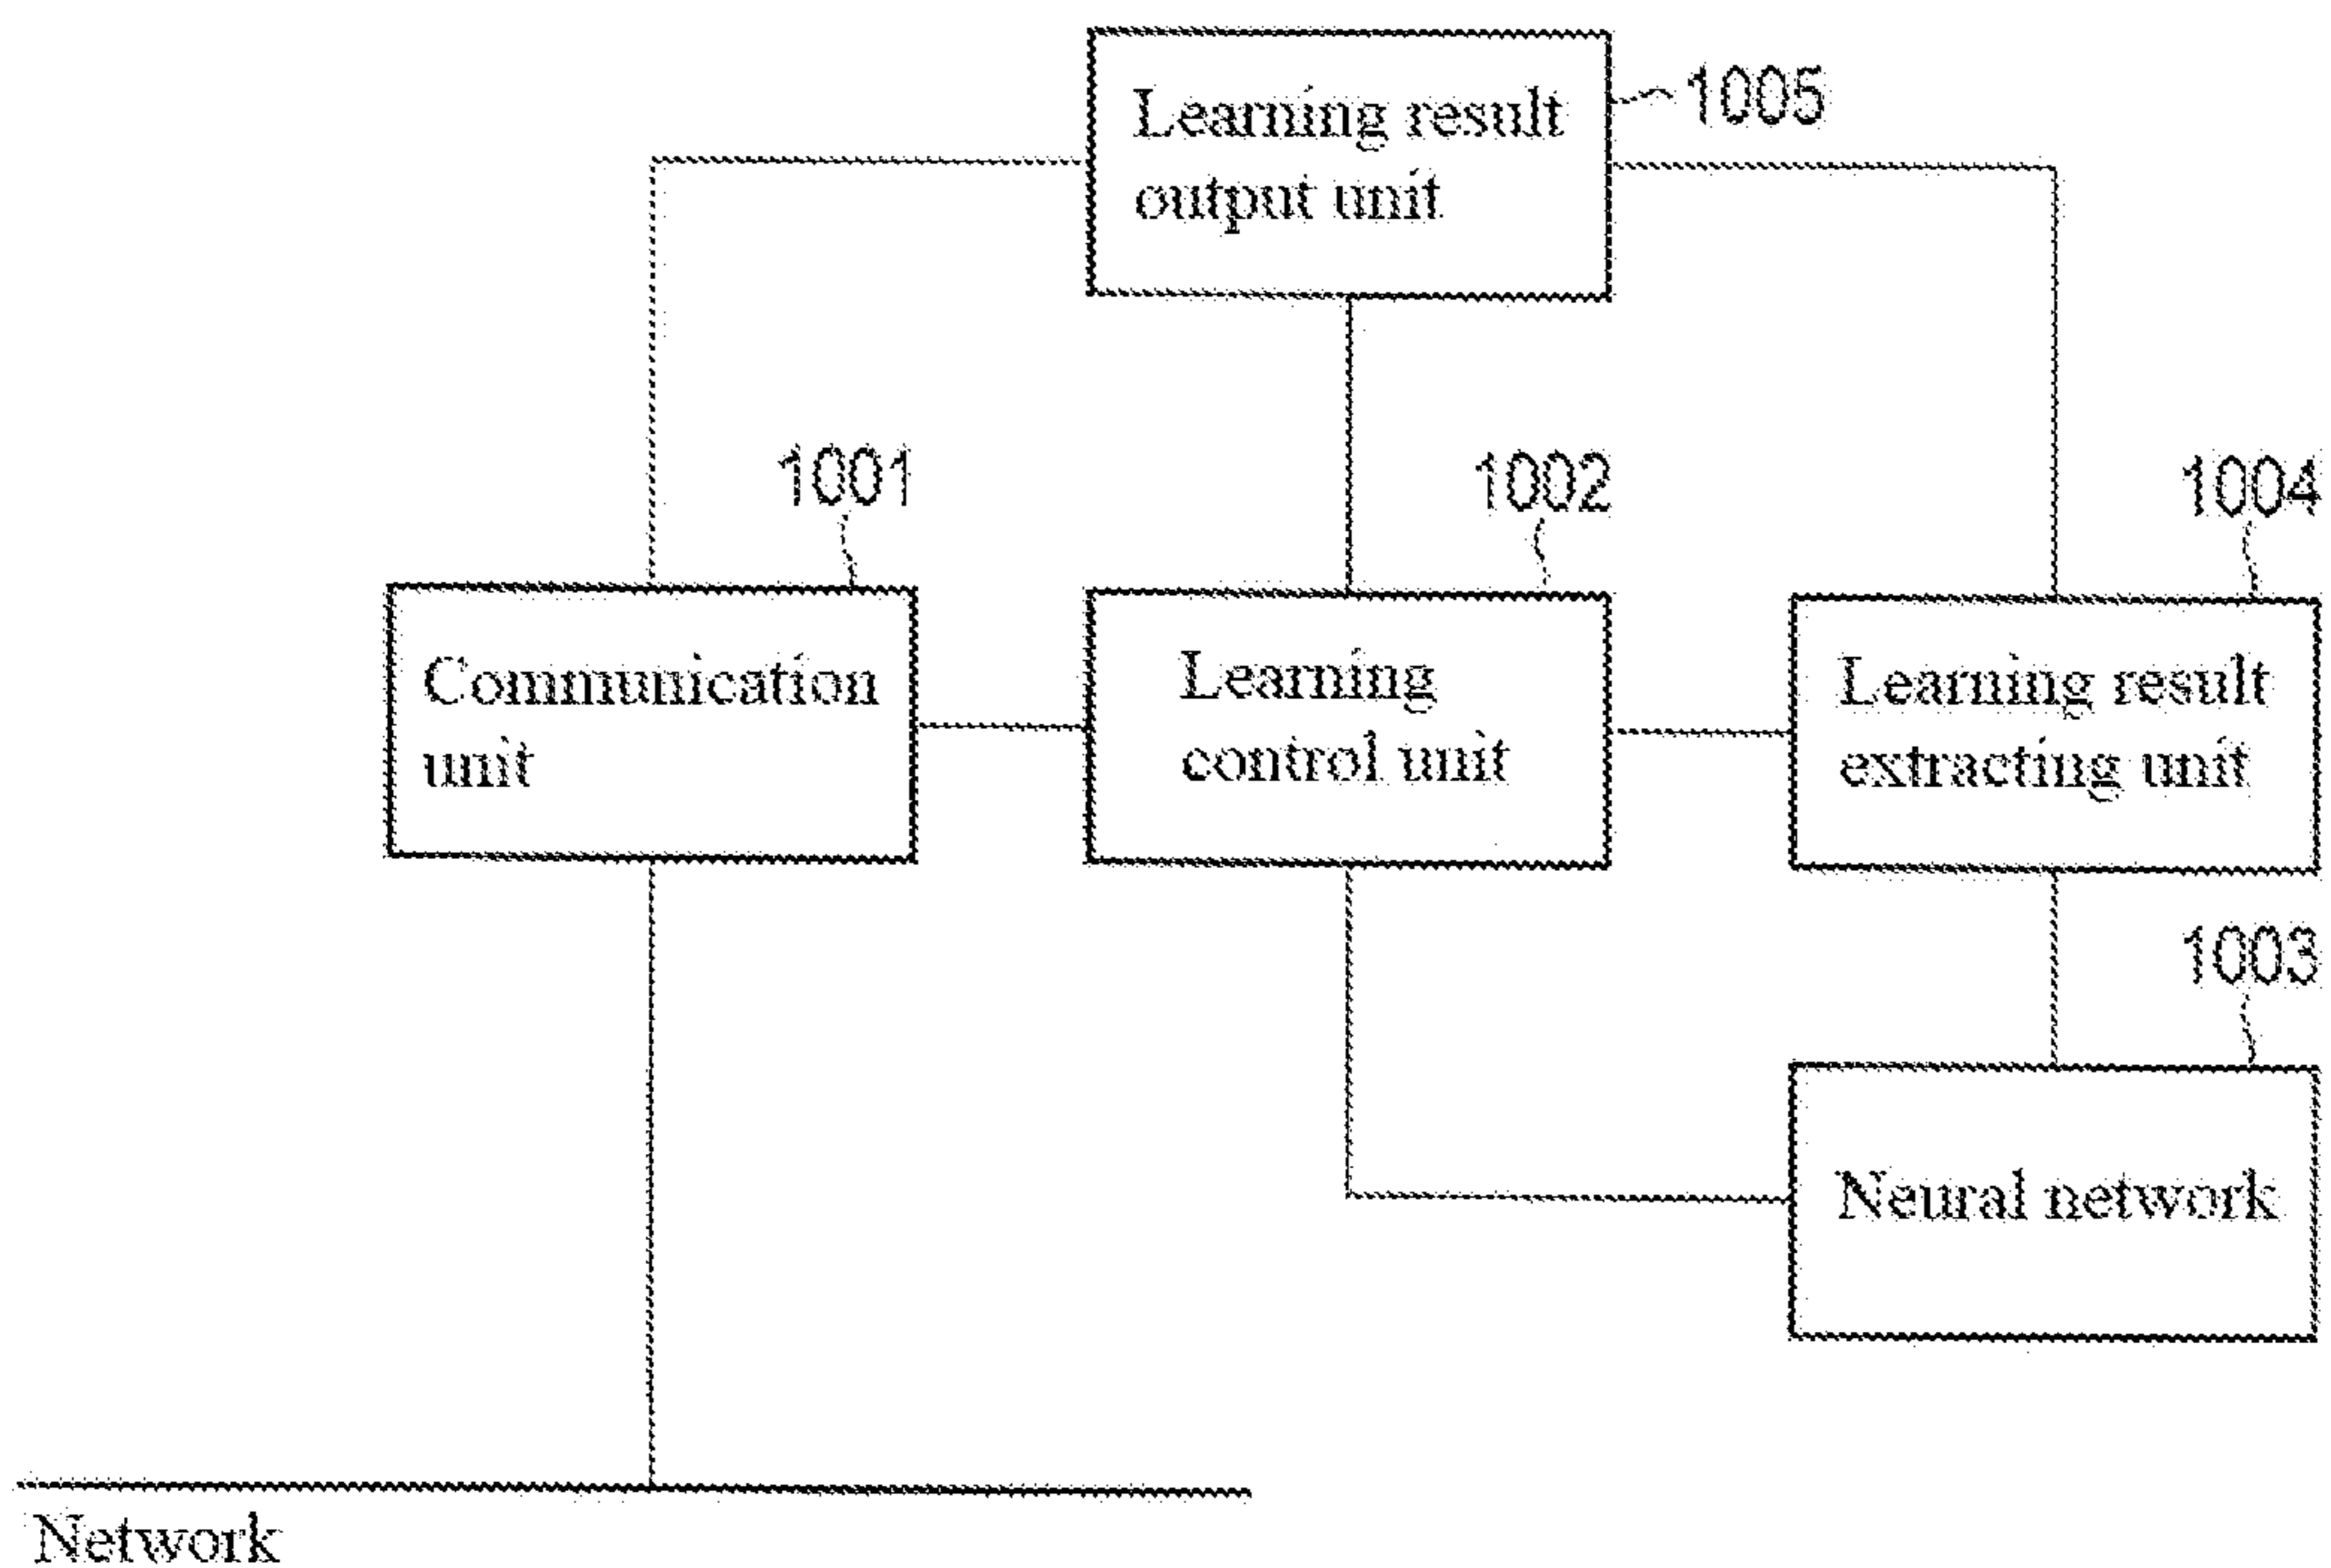 Learning result
output unit
1005
1001
1002
1004
Communication
unit
Learning
control unit
Learning result
extracting unit
1003
Neural network
Network